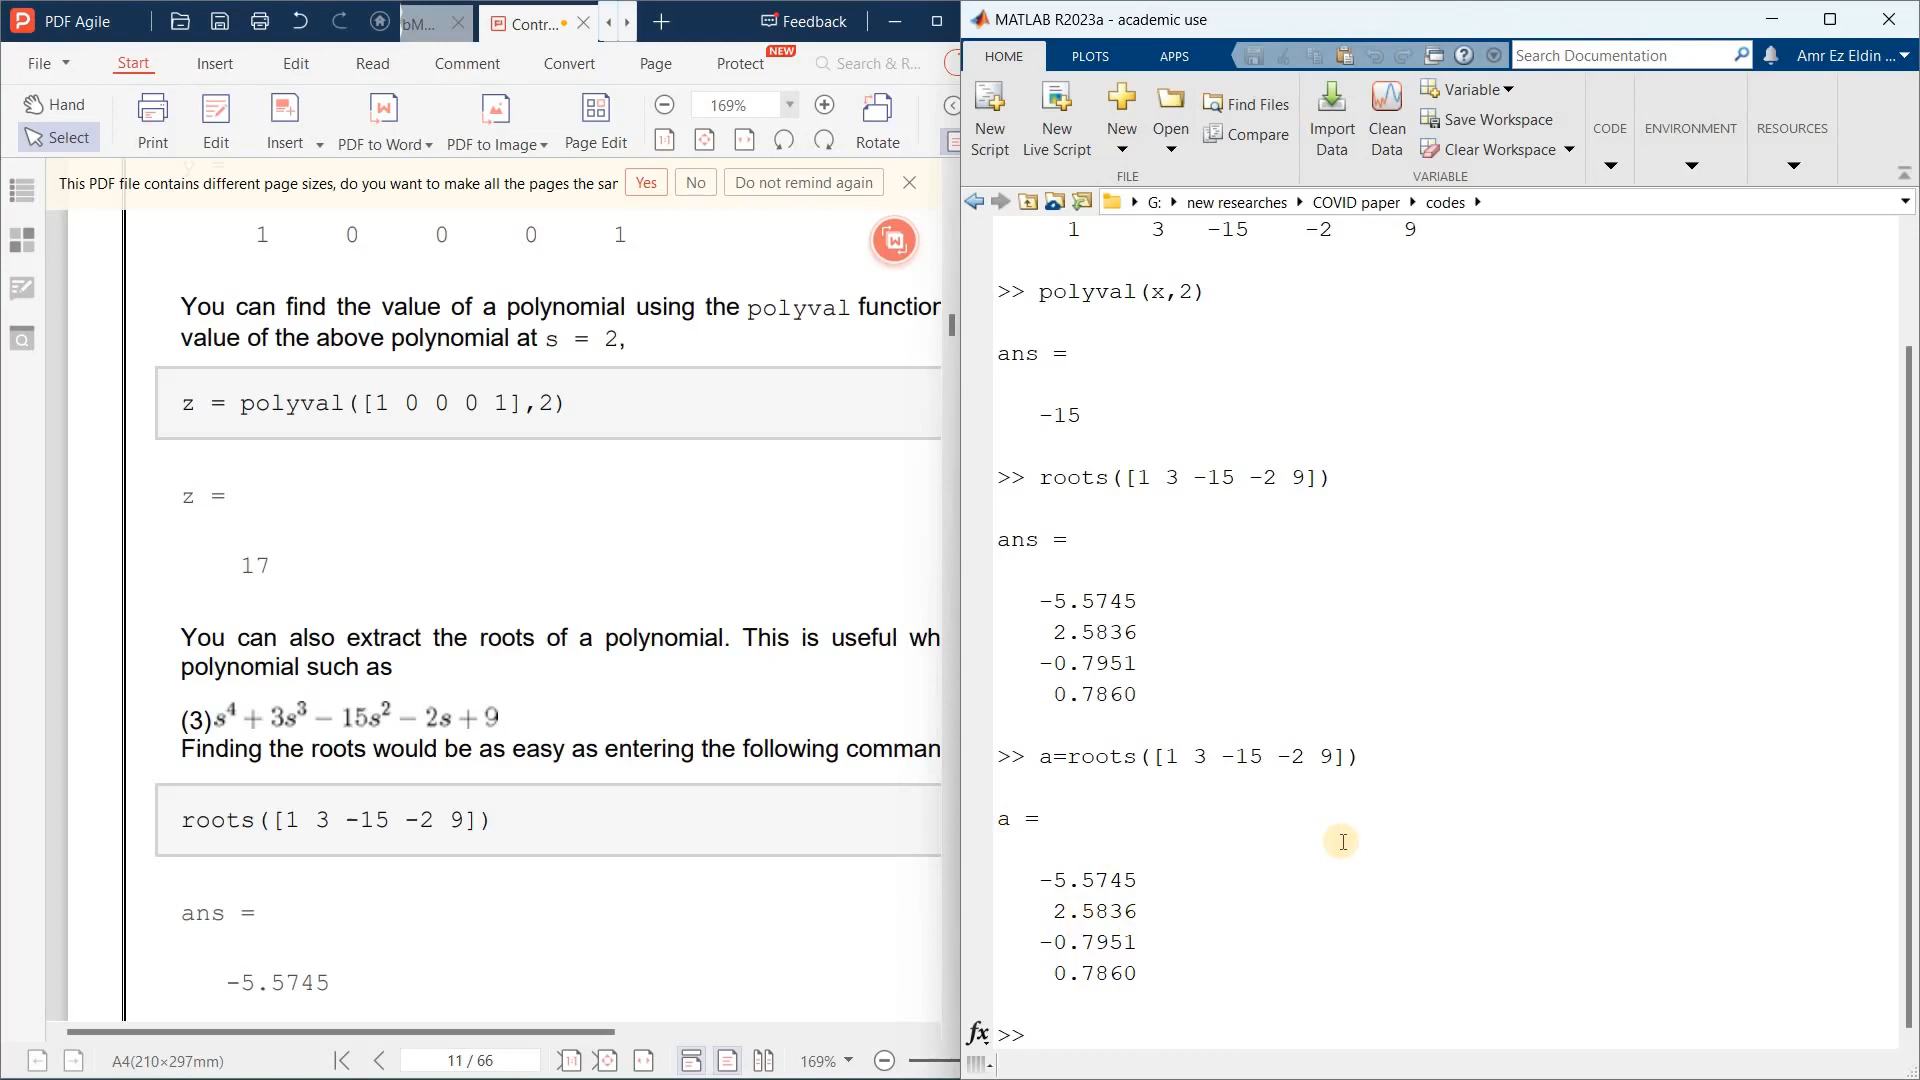 PDF Agile
bM...
Contr...
Feedback
File Start Insert Edit Read Comment Convert Page Protect NEW Search & R...
Hand
Select
Print Edit Insert PDF to Word PDF to Image Page Edit 169% Rotate
This PDF file contains different page sizes, do you want to make all the pages the sar Yes No Do not remind again
1 0 0 0 1
You can find the value of a polynomial using the polyval function
value of the above polynomial at s = 2,
z = polyval([1 0 0 0 1],2)
z =
17
You can also extract the roots of a polynomial. This is useful wh
polynomial such as
(3)s⁴ + 3s³ − 15s² − 2s + 9
Finding the roots would be as easy as entering the following comman
roots([1 3 -15 -2 9])
ans =
-5.5745
A4(210×297mm) 11 / 66 169%
MATLAB R2023a - academic use
HOME PLOTS APPS Search Documentation Amr Ez Eldin ...
New Script
New Live Script
New
Open
Find Files
Compare
Import Data
Clean Data
Variable
Save Workspace
Clear Workspace
CODE ENVIRONMENT RESOURCES
FILE VARIABLE
G: new researches COVID paper codes
1 3 -15 -2 9
>> polyval(x,2)
ans =
-15
>> roots([1 3 -15 -2 9])
ans =
-5.5745
2.5836
-0.7951
0.7860
>> a=roots([1 3 -15 -2 9])
a =
-5.5745
2.5836
-0.7951
0.7860
fx >>